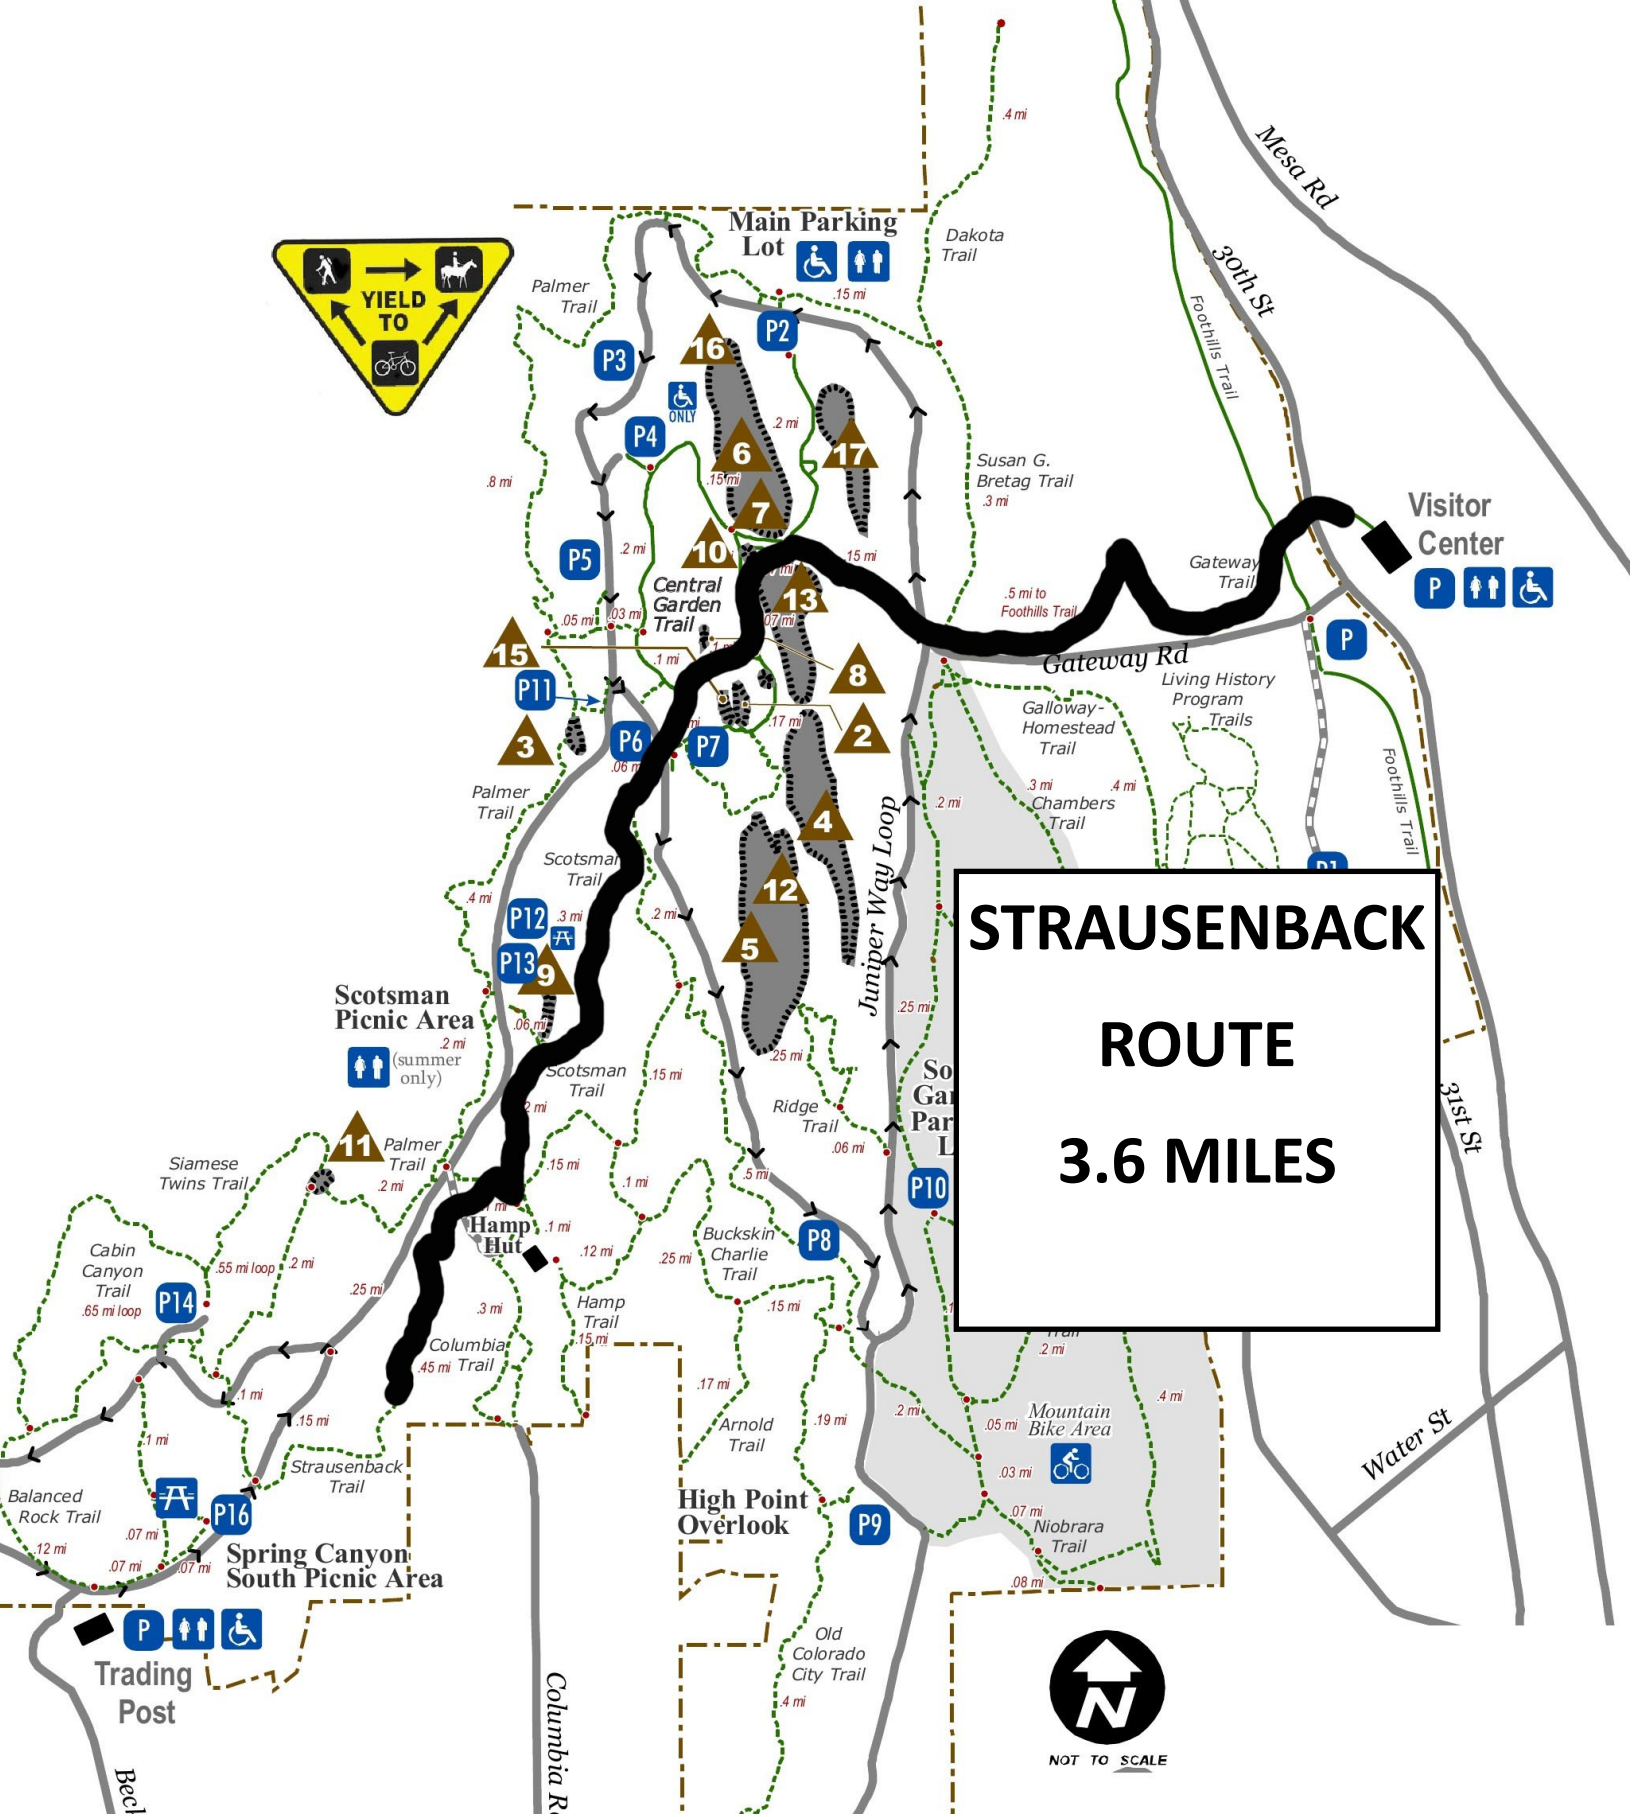 .4 mi
Mesa Rd
Main Parking
Lot
Dakota
Trail
30th St
YIELD
TO
Palmer
Trail
.15 mi
Foothills Trail
P2
P3
16
ONLY
P4
.2 mi
6
17
.15 mi
.8 mi
Susan G.
Bretag Trail
.3 mi
7
Visitor
Center
P
P5
.2 mi
10
.15 mi
Gateway
Trail
Central
Garden
Trail
13
.07 mi
.5 mi to
Foothills Trail
.05 mi
.03 mi
P
15
.1 mi
Gateway Rd
8
P11
Living History
Program
Trails
3
P6
P7
.17 mi
2
Galloway-
Homestead
Trail
.06 m
Palmer
Trail
.3 mi
.4 mi
Foothills Trail
.2 mi
Chambers
Trail
4
Juniper Way Loop
Scotsman
Trail
P1
12
.4 mi
P12
.3 mi
.2 mi
5
P13
9
STRAUSENBACK
ROUTE
3.6 MILES
Scotsman
Picnic Area
(summer
only)
.2 mi
.06 mi
.25 mi
.25 mi
Scotsman
Trail
.15 mi
So
Gar
Par
L
2 mi
Ridge
Trail
.06 mi
31st St
11
Palmer
Trail
.2 mi
Siamese
Twins Trail
.15 mi
.1 mi
.5 mi
P10
Hamp
Hut
.1 mi
.12 mi
.25 mi
Buckskin
Charlie
Trail
P8
Cabin
Canyon
Trail
.65 mi loop
.55 mi loop
.2 mi
P14
.25 mi
.3 mi
Hamp
Trail
.15 mi
.15 mi
Columbia
Trail
.45 mi
Trail
.2 mi
.1 mi
.17 mi
.15 mi
.19 mi
.2 mi
.4 mi
.05 mi
Mountain
Bike Area
.1 mi
Arnold
Trail
Strausenback
Trail
.03 mi
Balanced
Rock Trail
P16
High Point
Overlook
P9
.07 mi
.07 mi
Niobrara
Trail
Water St
.12 mi
.07 mi
.07 mi
Spring Canyon
South Picnic Area
.08 mi
P
Trading
Post
Old
Colorado
City Trail
.4 mi
Columbia R
Beck
N
NOT TO SCALE